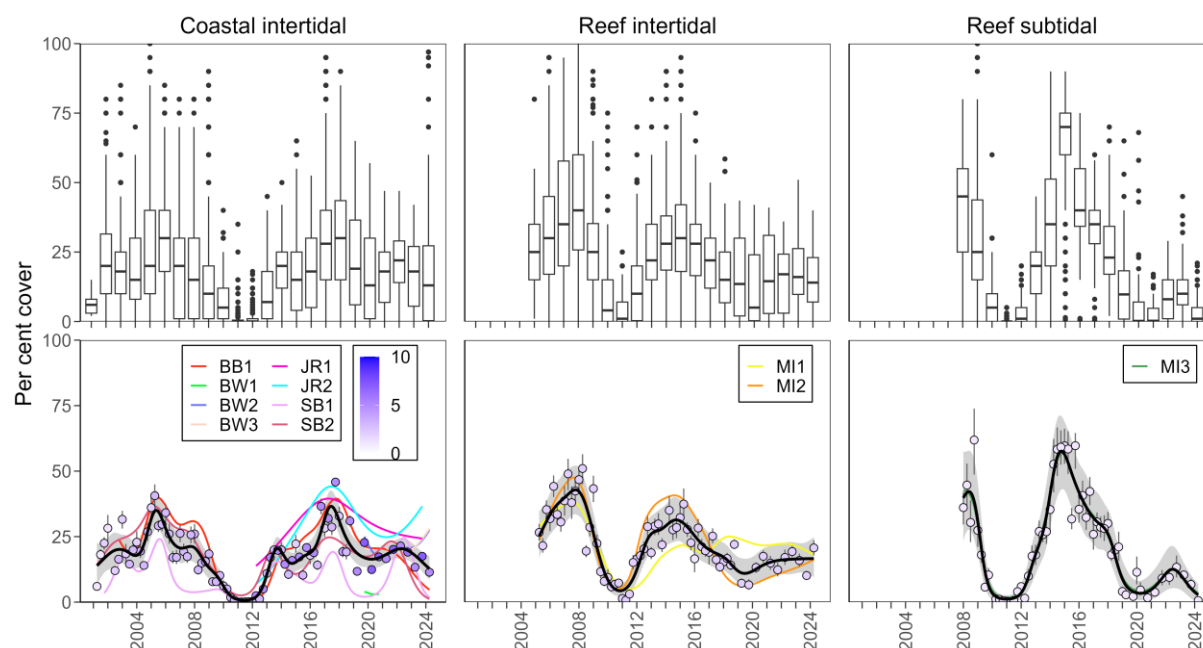 Coastal intertidal
Reef intertidal
Reef subtidal
Per cent cover
100
75
50
25
0
100
75
50
25
0
BB1
BW1
BW2
BW3
JR1
JR2
SB1
SB2
10
5
0
MI1
MI2
MI3
2004
2008
2012
2016
2020
2024
2004
2008
2012
2016
2020
2024
2004
2008
2012
2016
2020
2024